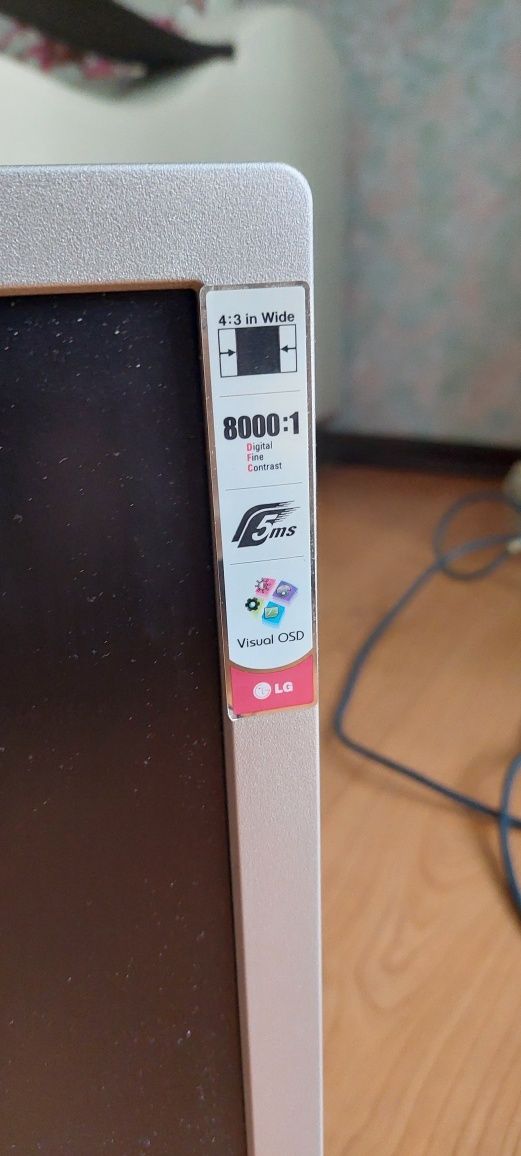 4:3 in Wide
8000:1
Digital
Fine
Contrast
5ms
Visual OSD
LG